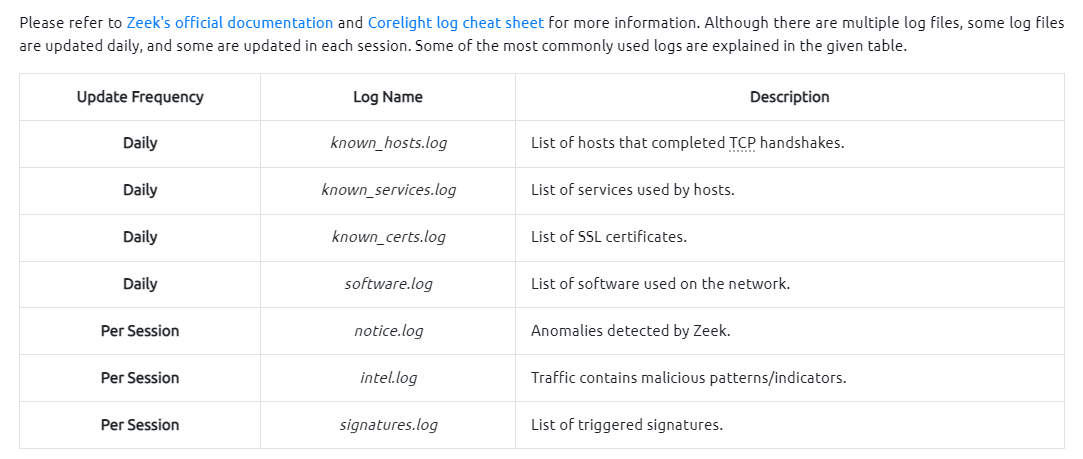 Please refer to Zeek's official documentation and Corelight log cheat sheet for more information. Although there are multiple log files, some log files
are updated daily, and some are updated in each session. Some of the most commonly used logs are explained in the given table.
Update Frequency Log Name Description
Daily known_hosts.log List of hosts that completed TCP handshakes.
Daily known_services.log List of services used by hosts.
Daily known_certs.log List of SSL certificates.
Daily software.log List of software used on the network.
Per Session notice.log Anomalies detected by Zeek.
Per Session intel.log Traffic contains malicious patterns/indicators.
Per Session signatures.log List of triggered signatures.